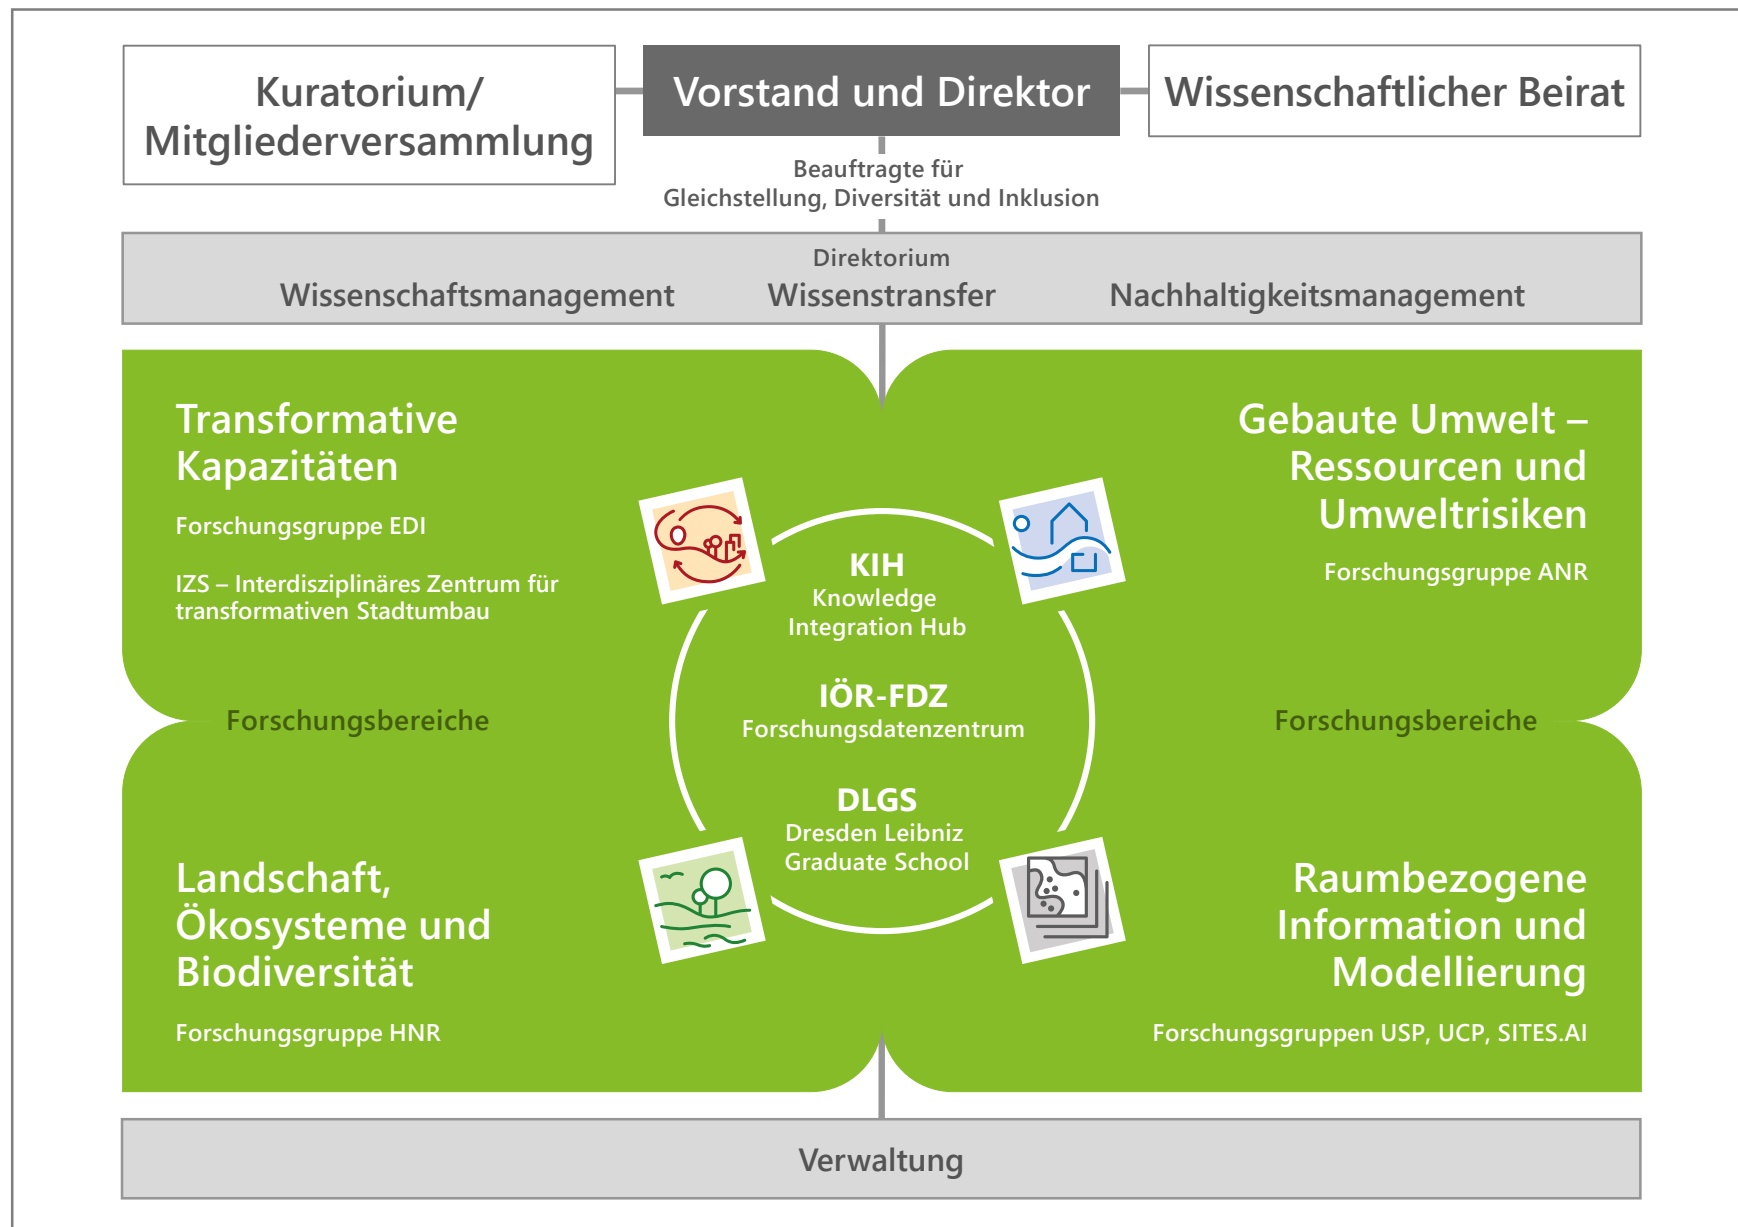 Kuratorium/
Mitgliederversammlung
Vorstand und Direktor
Wissenschaftlicher Beirat
Beauftragte für
Gleichstellung, Diversität und Inklusion
Direktorium
Wissenschaftsmanagement
Wissenstransfer
Nachhaltigkeitsmanagement
Transformative
Kapazitäten
Forschungsgruppe EDI
IZS – Interdisziplinäres Zentrum für
transformativen Stadtumbau
Gebaute Umwelt –
Ressourcen und
Umweltrisiken
Forschungsgruppe ANR
KIH
Knowledge
Integration Hub
IÖR-FDZ
Forschungsdatenzentrum
DLGS
Dresden Leibniz
Graduate School
Forschungsbereiche
Forschungsbereiche
Landschaft,
Ökosysteme und
Biodiversität
Forschungsgruppe HNR
Raumbezogene
Information und
Modellierung
Forschungsgruppen USP, UCP, SITES.AI
Verwaltung